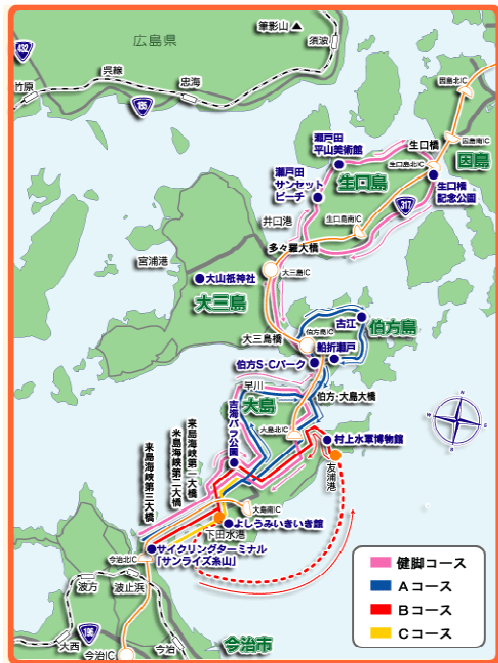 広島県
筆影山▲
須波
432
呉線
忠海
竹原
185
因島北IC
因島南IC
瀬戸田
平山美術館
生口橋
生口島北IC
因島
生口島
瀬戸田
サンセット
ビーチ
生口橋
記念公園
317
井口港
生口島南IC
多々羅大橋
宮浦港
大三島IC
大山祇神社
大三島
古江
伯方島
大三島橋
伯方島IC
船折瀬戸
伯方S・Cパーク
早川
伯方・大島大橋
大島
吉海バラ公園
大島北IC
村上水軍博物館
友浦港
来島海峡第一大橋
来島海峡第二大橋
来島海峡第三大橋
大島南IC
よしうみいきいき館
下田水港
サイクリングターミナル
「サンライズ糸山」
今治北IC
波方
波止浜
196
大西
今治
今治IC
今治市
N
E
S
W
健脚コース
Aコース
Bコース
Cコース